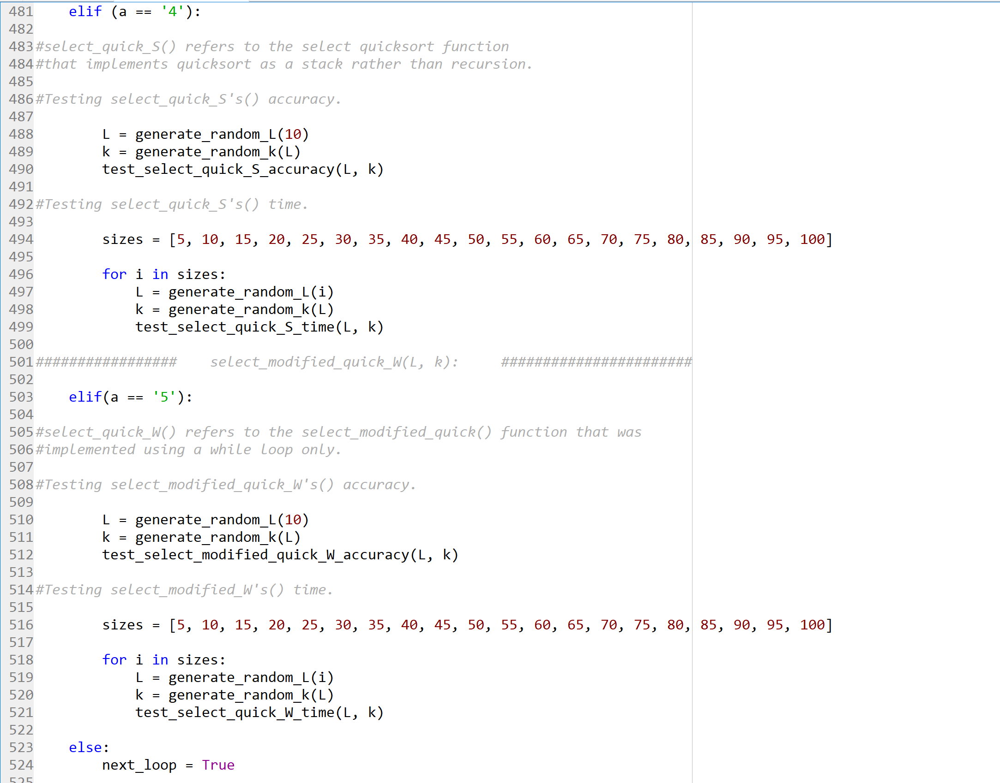 481    elif (a == '4'):
482
483#select_quick_S() refers to the select quicksort function
484#that implements quicksort as a stack rather than recursion.
485
486#Testing select_quick_S's() accuracy.
487
488        L = generate_random_L(10)
489        k = generate_random_k(L)
490        test_select_quick_S_accuracy(L, k)
491
492#Testing select_quick_S's() time.
493
494        sizes = [5, 10, 15, 20, 25, 30, 35, 40, 45, 50, 55, 60, 65, 70, 75, 80, 85, 90, 95, 100]
495
496        for i in sizes:
497            L = generate_random_L(i)
498            k = generate_random_k(L)
499            test_select_quick_S_time(L, k)
500
501#################    select_modified_quick_W(L, k):     #######################
502
503    elif(a == '5'):
504
505#select_quick_W() refers to the select_modified_quick() function that was
506#implemented using a while loop only.
507
508#Testing select_modified_quick_W's() accuracy.
509
510        L = generate_random_L(10)
511        k = generate_random_k(L)
512        test_select_modified_quick_W_accuracy(L, k)
513
514#Testing select_modified_W's() time.
515
516        sizes = [5, 10, 15, 20, 25, 30, 35, 40, 45, 50, 55, 60, 65, 70, 75, 80, 85, 90, 95, 100]
517
518        for i in sizes:
519            L = generate_random_L(i)
520            k = generate_random_k(L)
521            test_select_quick_W_time(L, k)
522
523    else:
524        next_loop = True
525